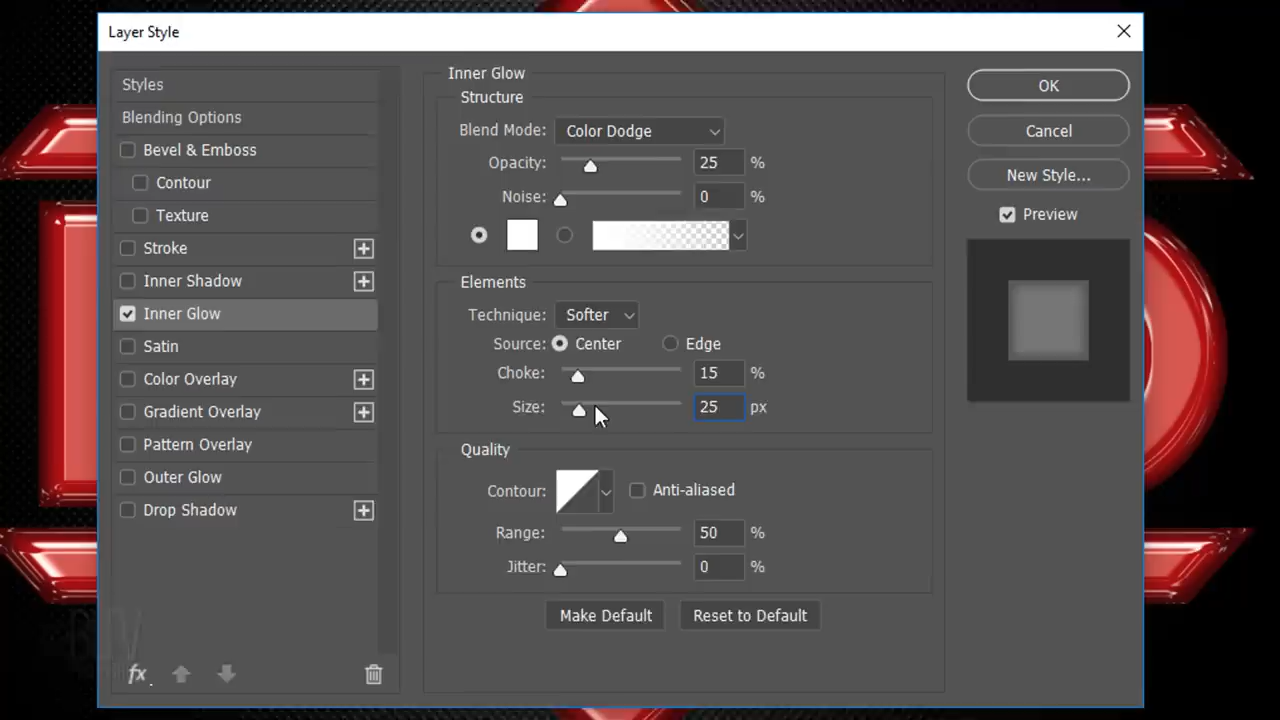 Layer Style
Styles
Blending Options
Bevel & Emboss
Contour
Texture
Stroke
Inner Shadow
Inner Glow
Satin
Color Overlay
Gradient Overlay
Pattern Overlay
Outer Glow
Drop Shadow
fx
Inner Glow
Structure
Blend Mode: Color Dodge
Opacity: 25 %
Noise: 0 %
Elements
Technique: Softer
Source: Center Edge
Choke: 15 %
Size: 25 px
Quality
Contour: Anti-aliased
Range: 50 %
Jitter: 0 %
Make Default Reset to Default
OK
Cancel
New Style...
Preview